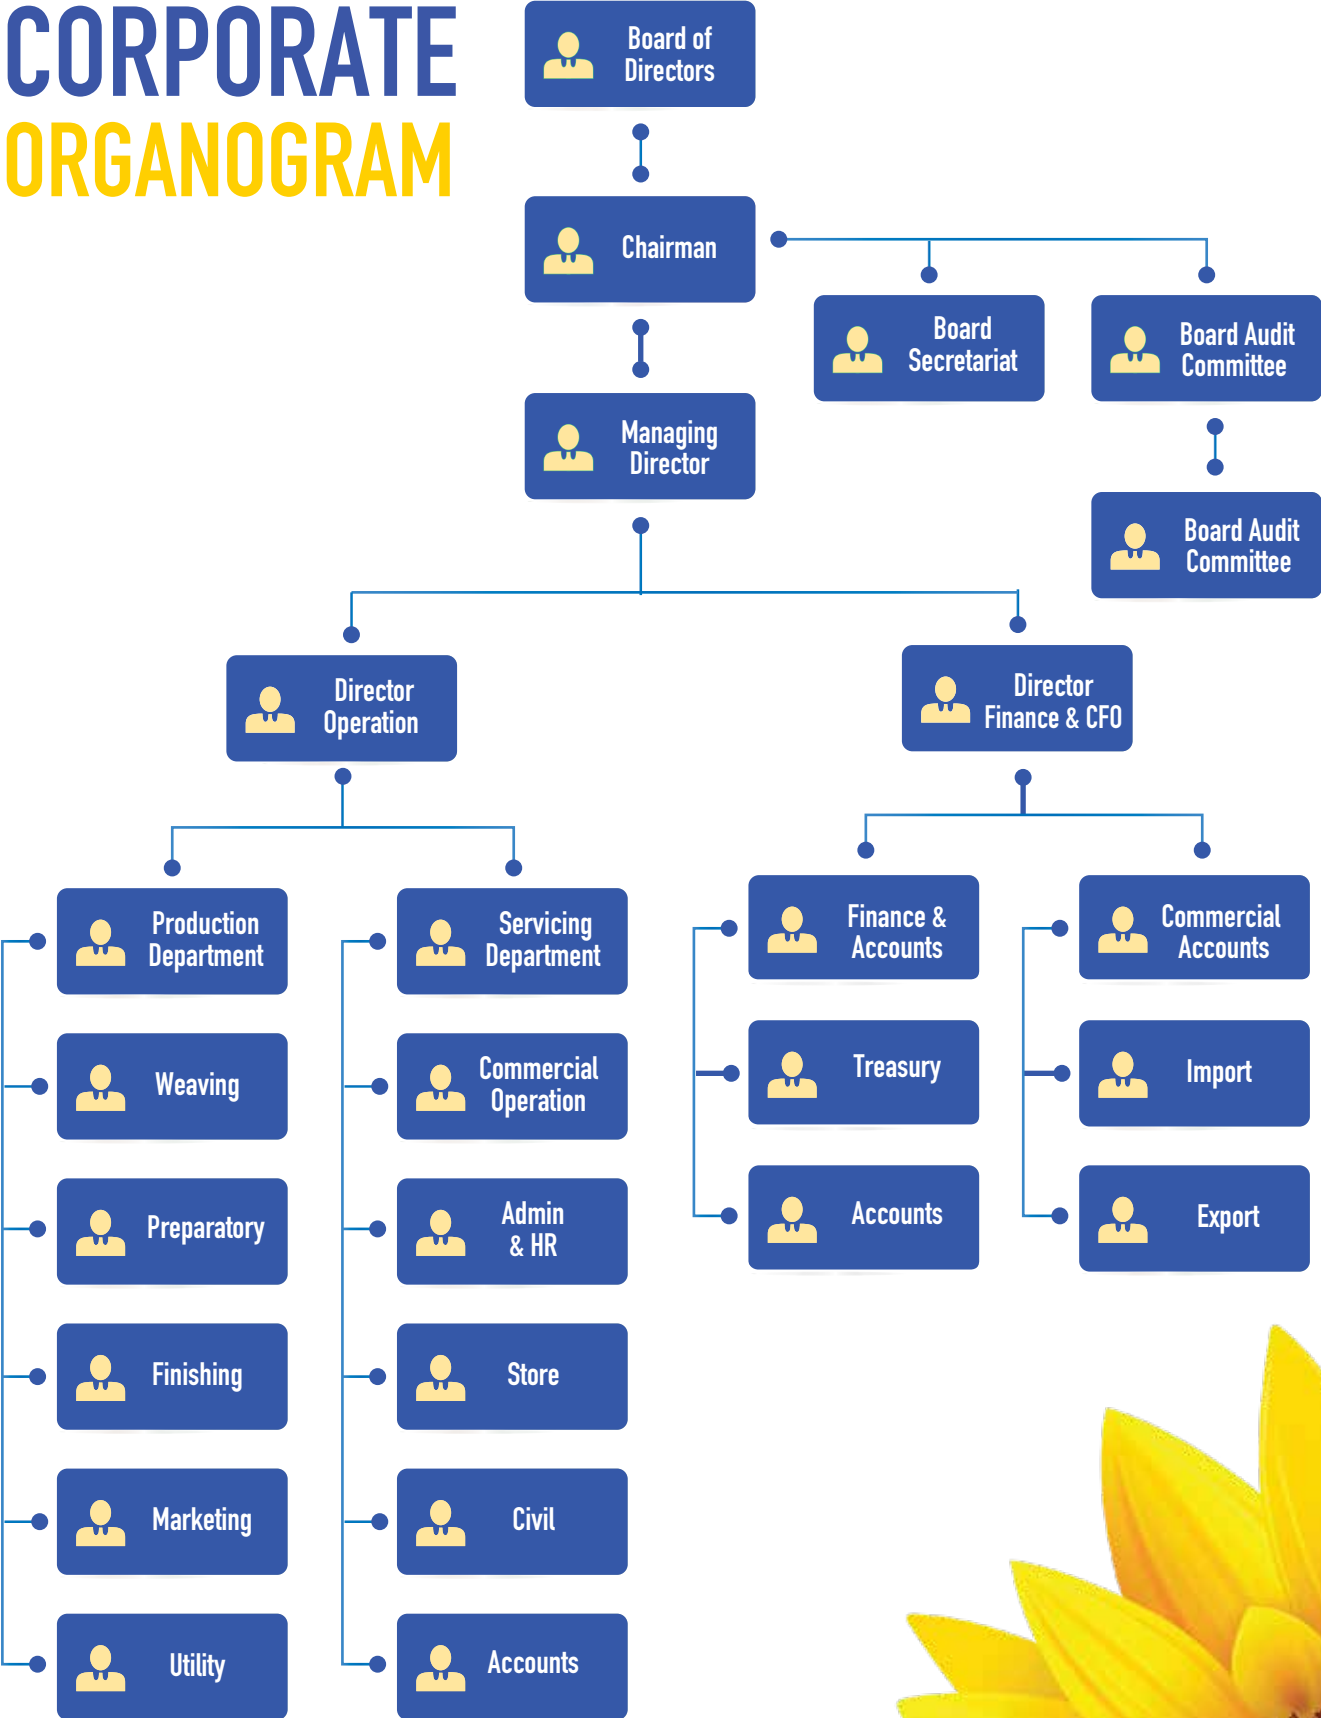 CORPORATE
ORGANOGRAM
Board of
Directors
Chairman
Board
Secretariat
Board Audit
Committee
Managing
Director
Board Audit
Committee
Director
Operation
Director
Finance & CFO
Production
Department
Weaving
Preparatory
Finishing
Marketing
Utility
Servicing
Department
Commercial
Operation
Admin
& HR
Store
Civil
Accounts
Finance &
Accounts
Treasury
Accounts
Commercial
Accounts
Import
Export